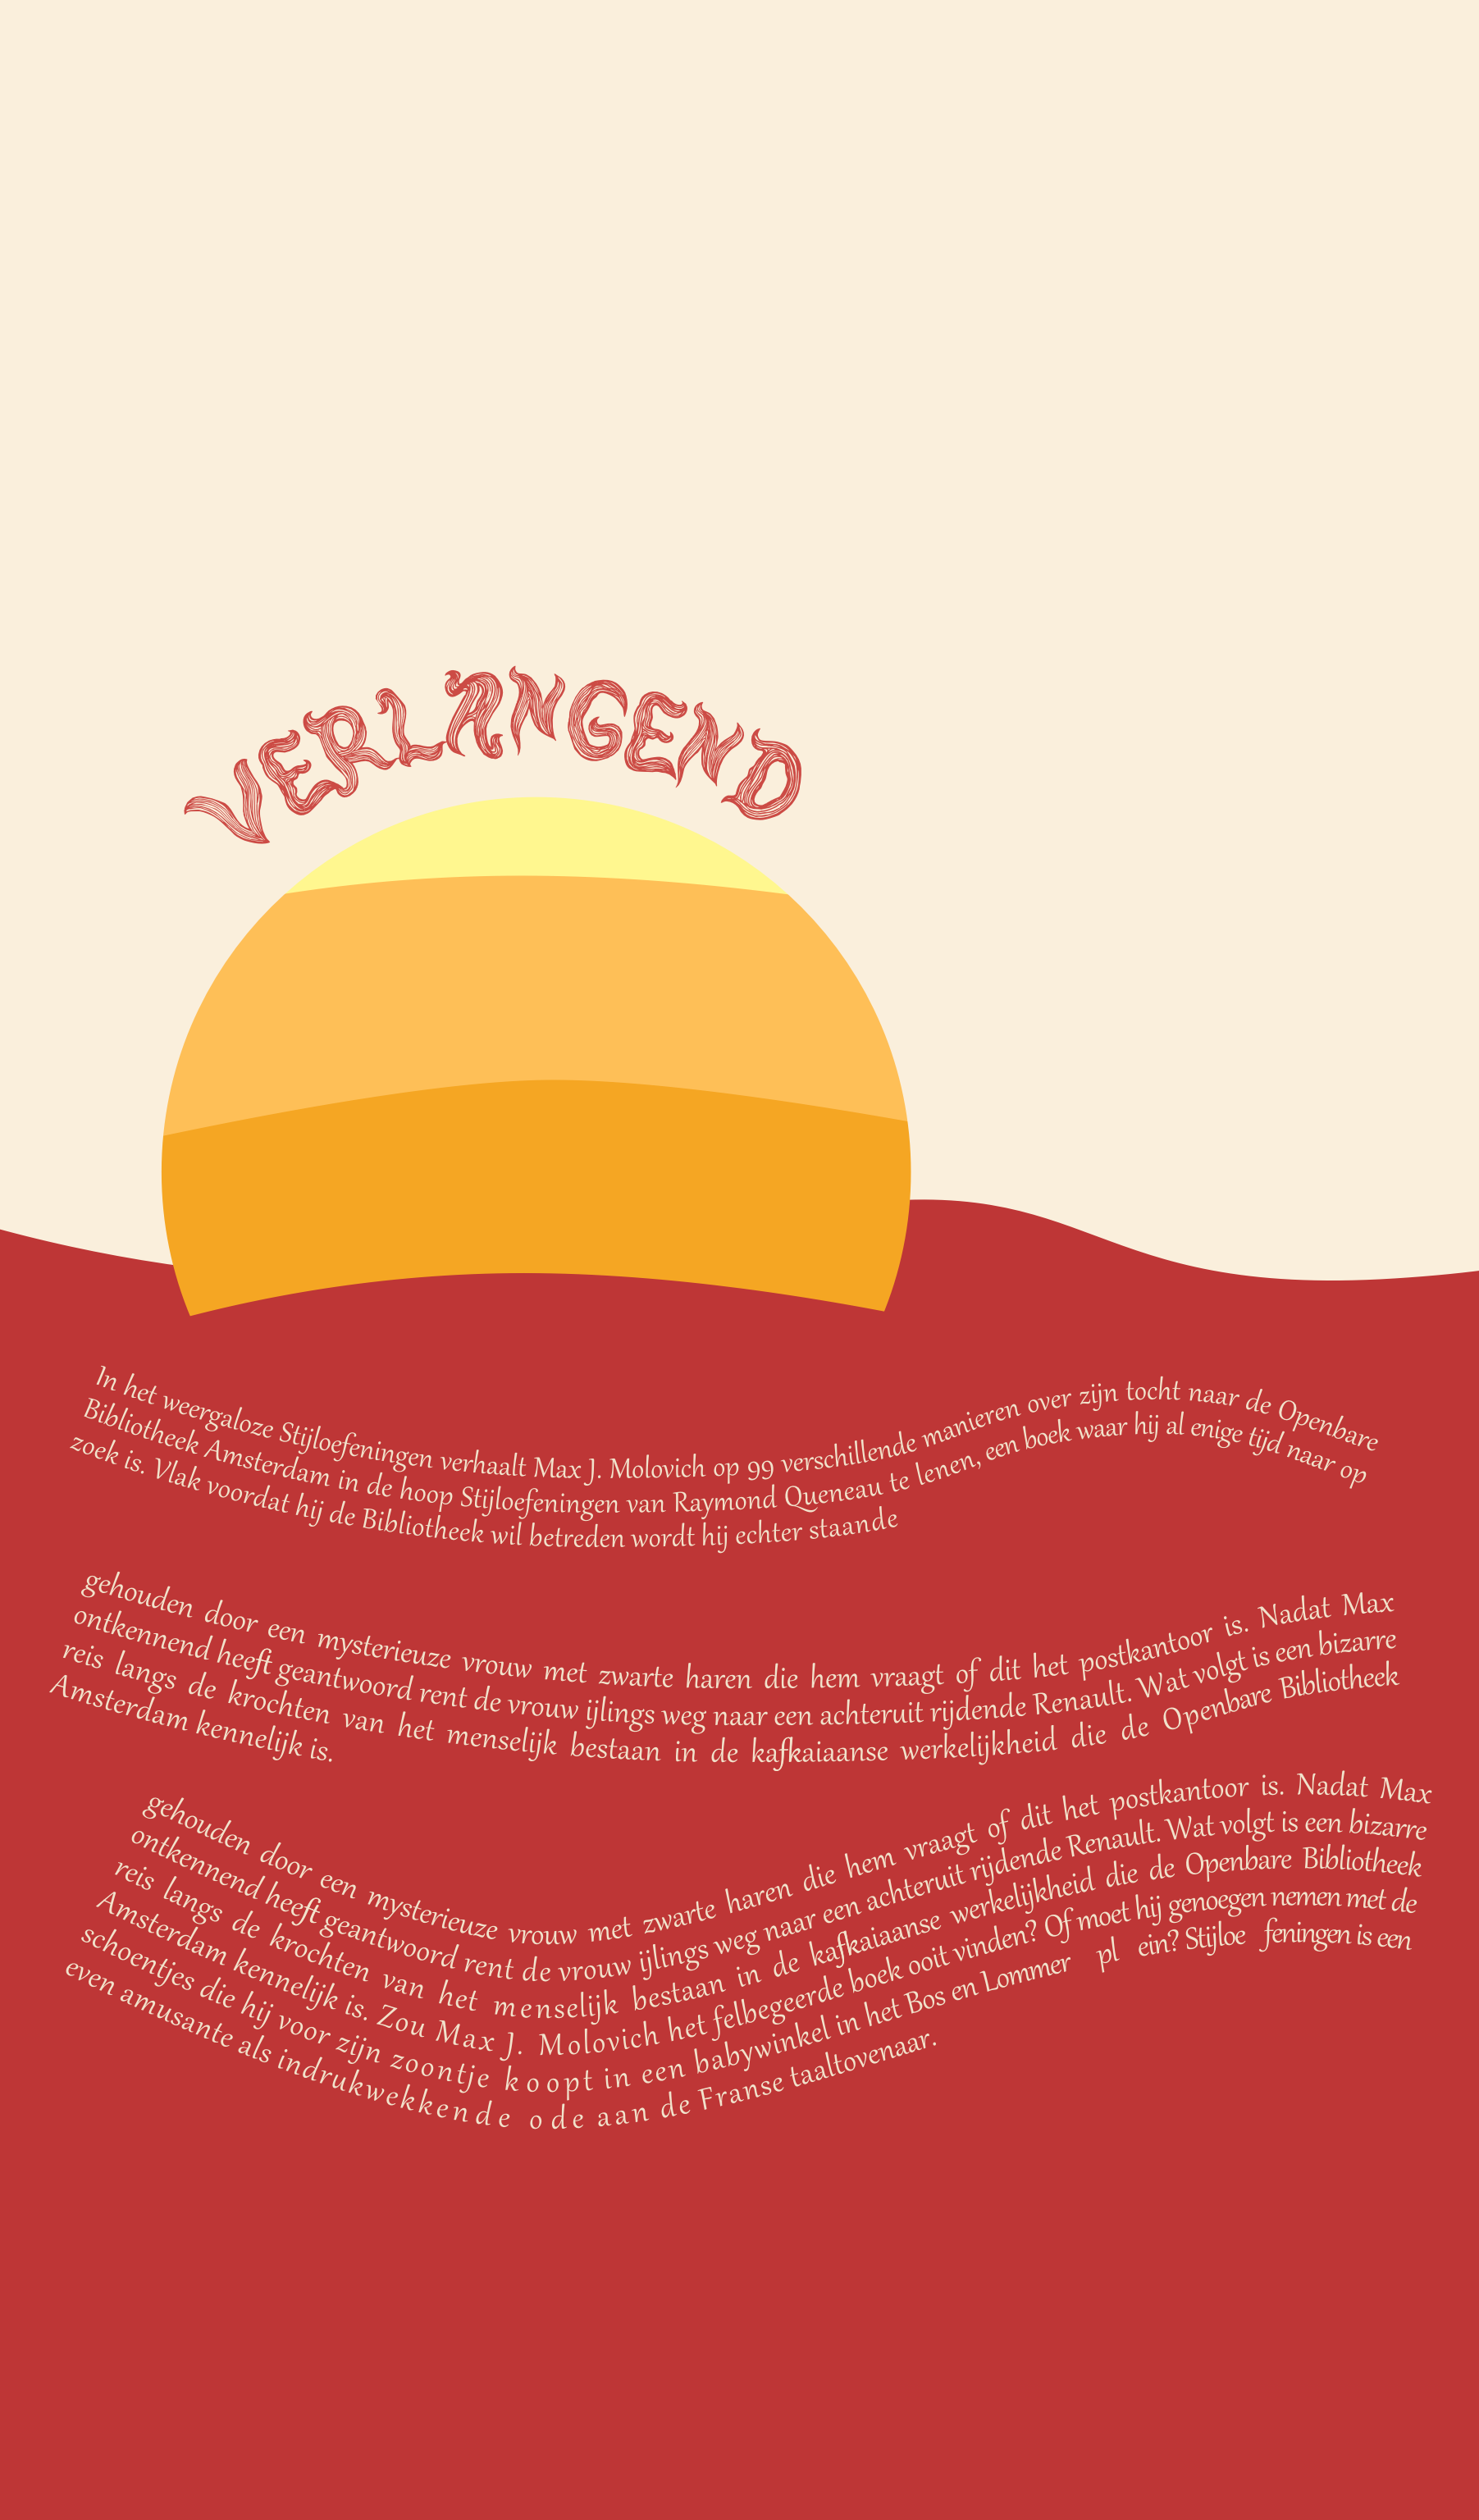 VERLANGEND
In het weergaloze Stijloefeningen verhaalt Max J. Molovich op 99 verschillende manieren over zijn tocht naar de Openbare
Bibliotheek Amsterdam in de hoop Stijloefeningen van Raymond Queneau te lenen, een boek waar hij al enige tijd naar op
zoek is. Vlak voordat hij de Bibliotheek wil betreden wordt hij echter staande
gehouden door een mysterieuze vrouw met zwarte haren die hem vraagt of dit het postkantoor is. Nadat Max
ontkennend heeft geantwoord rent de vrouw ijlings weg naar een achteruit rijdende Renault. Wat volgt is een bizarre
reis langs de krochten van het menselijk bestaan in de kafkaiaanse werkelijkheid die de Openbare Bibliotheek
Amsterdam kennelijk is.
gehouden door een mysterieuze vrouw met zwarte haren die hem vraagt of dit het postkantoor is. Nadat Max
ontkennend heeft geantwoord rent de vrouw ijlings weg naar een achteruit rijdende Renault. Wat volgt is een bizarre
reis langs de krochten van het menselijk bestaan in de kafkaiaanse werkelijkheid die de Openbare Bibliotheek
Amsterdam kennelijk is. Zou Max J. Molovich het felbegeerde boek ooit vinden? Of moet hij genoegen nemen met de
schoentjes die hij voor zijn zoontje koopt in een babywinkel in het Bos en Lommer pl ein? Stijloe feningen is een
even amusante als indrukwekkende ode aan de Franse taaltovenaar.